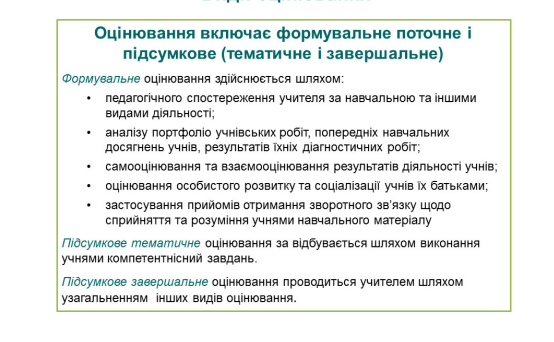 Оцінювання включає формувальне поточне і
підсумкове (тематичне і завершальне)
Формувальне оцінювання здійснюється шляхом:
• педагогічного спостереження учителя за навчальною та іншими
видами діяльності;
• аналізу портфоліо учнівських робіт, попередніх навчальних
досягнень учнів, результатів їхніх діагностичних робіт;
• самооцінювання та взаємооцінювання результатів діяльності учнів;
• оцінювання особистого розвитку та соціалізації учнів їх батьками;
• застосування прийомів отримання зворотного зв’язку щодо
сприйняття та розуміння учнями навчального матеріалу
Підсумкове тематичне оцінювання за відбувається шляхом виконання
учнями компетентнісний завдань.
Підсумкове завершальне оцінювання проводиться учителем шляхом
узагальненням інших видів оцінювання.